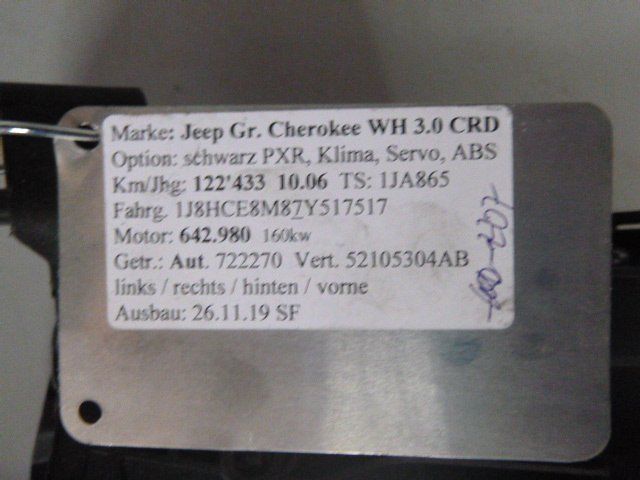 Marke: Jeep Gr. Cherokee WH 3.0 CRD
Option: schwarz PXR, Klima, Servo, ABS
Km/Jhg: 122'433 10.06 TS: 1JA865
Fahrg. 1J8HCE8M87Y517517
Motor: 642.980 160kw
Getr.: Aut. 722270 Vert. 52105304AB
links / rechts / hinten / vorne
Ausbau: 26.11.19 SF